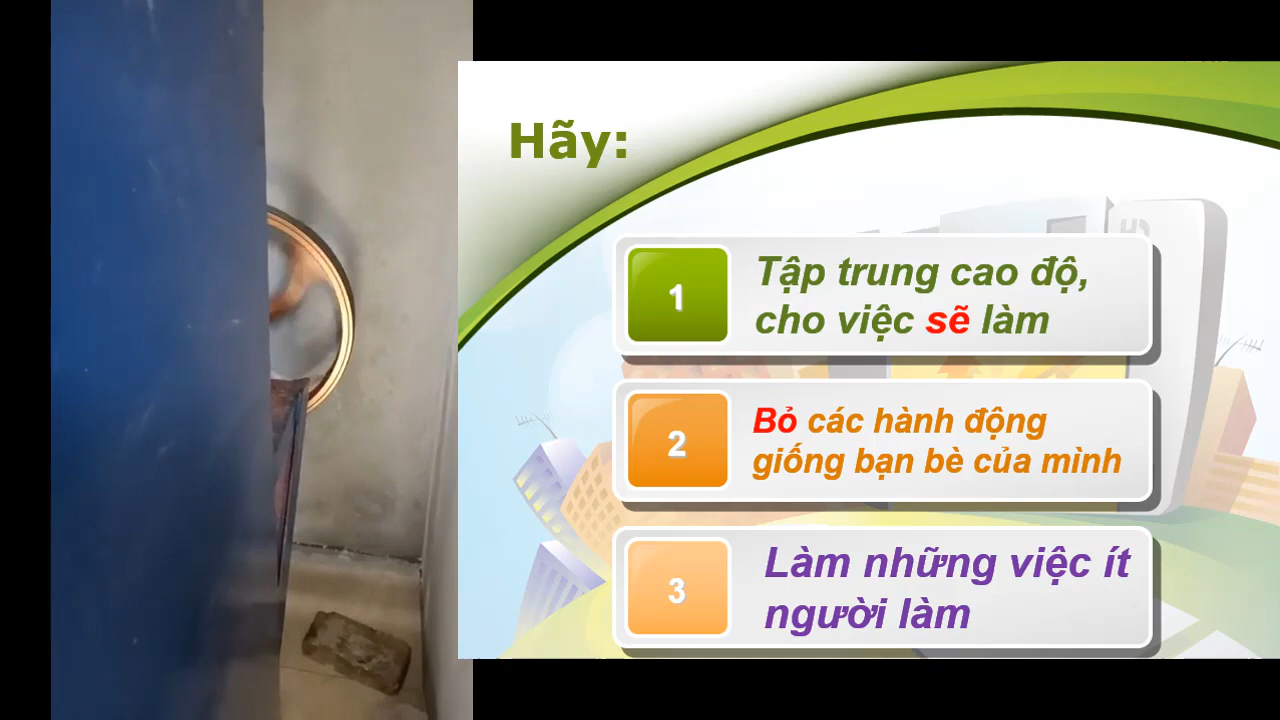 Hãy:
1
Tập trung cao độ,
cho việc sẽ làm
2
Bỏ các hành động
giống bạn bè của mình
3
Làm những việc ít
người làm